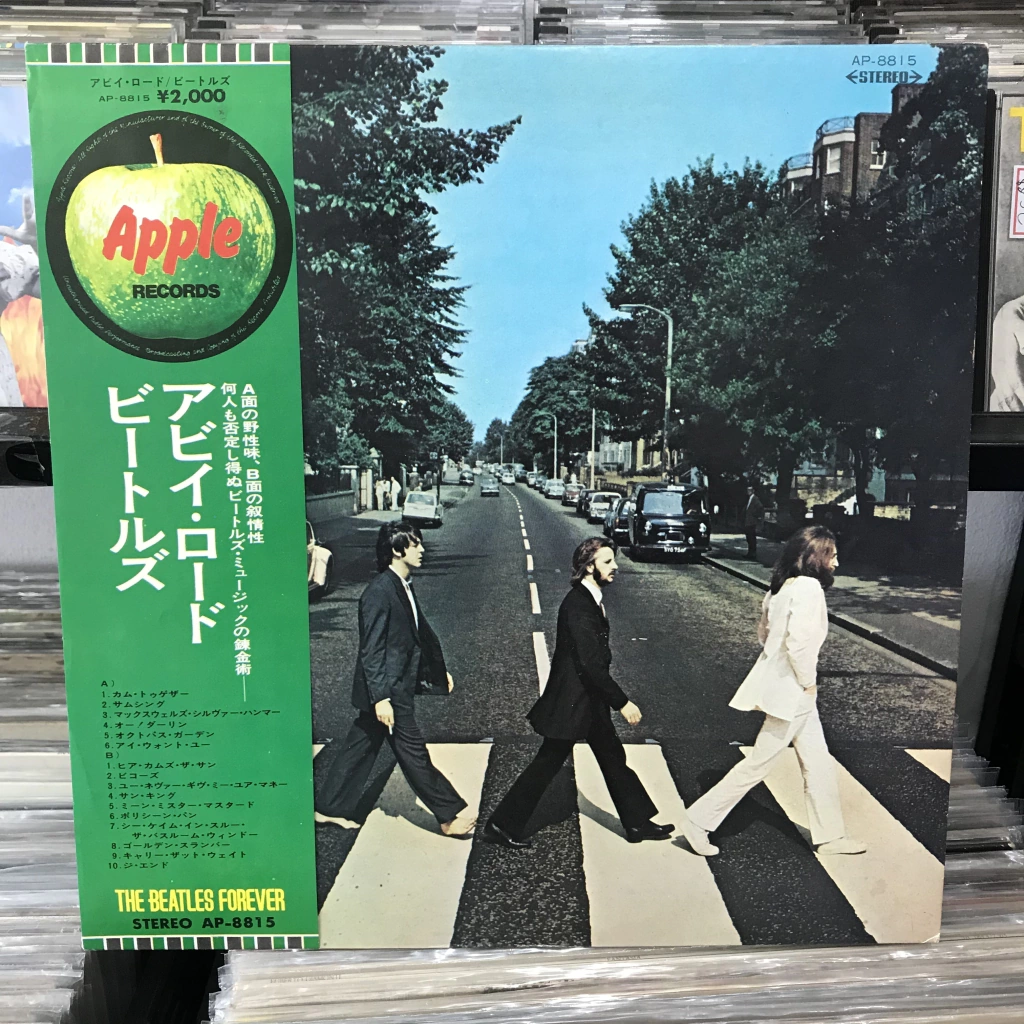 アビイ・ロード/ビートルズ
AP-8815 ¥2,000
Apple
RECORDS
A面の野性味、B面の叙情性
何人も否定し得ぬビートルズ・ミュージックの錬金術――
アビイ・ロード
ビートルズ
A)
1. カム・トゥゲザー
2. サムシング
3. マックスウェルズ・シルヴァー・ハンマー
4. オー!ダーリン
5. オクトパス・ガーデン
6. アイ・ウォント・ユー
B)
1. ヒア・カムズ・ザ・サン
2. ビコーズ
3. ユー・ネヴァー・ギヴ・ミー・ユア・マネー
4. サン・キング
5. ミーン・ミスター・マスタード
6. ポリシーン・パン
7. シー・ケイム・イン・スルー・
ザ・バスルーム・ウィンドー
8. ゴールデン・スランバー
9. キャリー・ザット・ウェイト
10. ジ・エンド
THE BEATLES FOREVER
STEREO AP-8815
AP-8815
STEREO